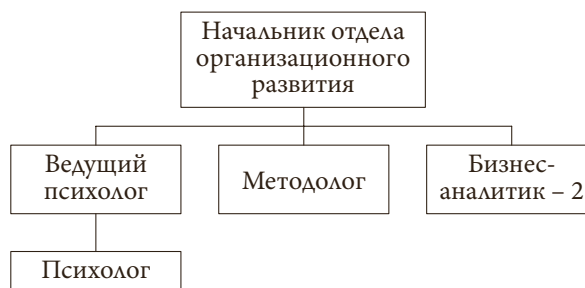 Начальник отдела
организационного
развития
Ведущий
психолог
Методолог
Бизнес-
аналитик – 2
Психолог